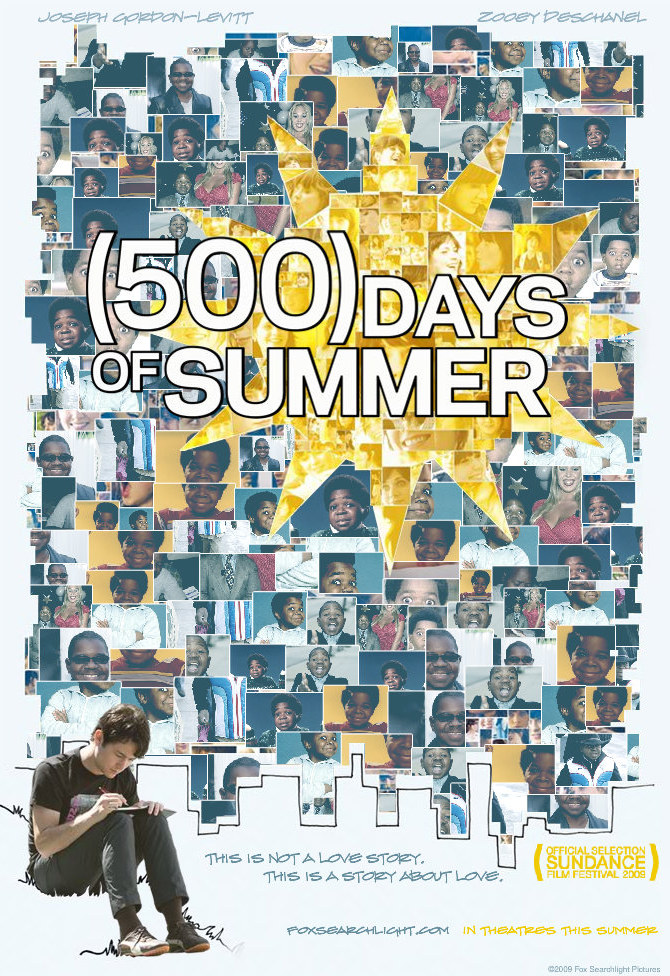 JOSEPH GORDON-LEVITT ZOOEY DESCHANEL
(500) DAYS
OF SUMMER
THIS IS NOT A LOVE STORY.
THIS IS A STORY ABOUT LOVE.
OFFICIAL SELECTION
SUNDANCE
FILM FESTIVAL 2009
FOXSEARCHLIGHT.COM IN THEATRES THIS SUMMER
©2009 Fox Searchlight Pictures